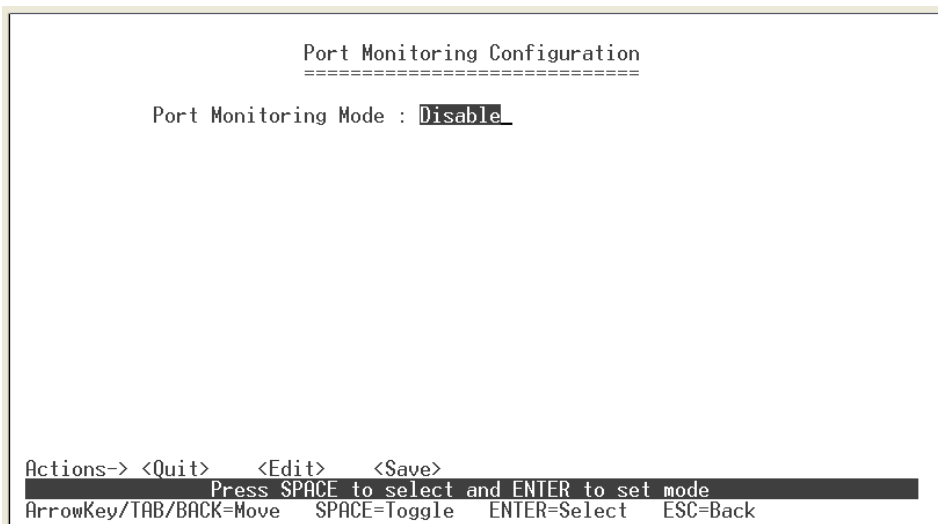 Port Monitoring Configuration
=============================
Port Monitoring Mode : Disable_
Actions-> <Quit> <Edit> <Save>
Press SPACE to select and ENTER to set mode
ArrowKey/TAB/BACK=Move SPACE=Toggle ENTER=Select ESC=Back